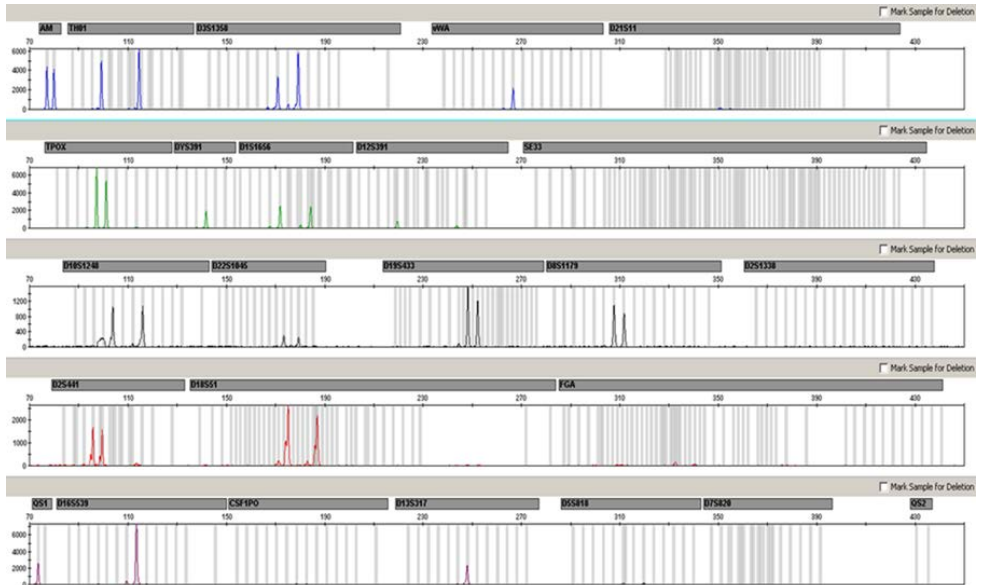 Mark Sample for Deletion
AM TH01 D3S1358 vWA D21S11
70 110 150 190 230 270 310 350 390 400
6000
4000
2000
0
Mark Sample for Deletion
TPOX DYS391 D1S1656 D12S391 SE33
70 110 150 190 230 270 310 350 390 400
6000
4000
2000
0
Mark Sample for Deletion
D10S1248 D22S1045 D19S433 D8S1179 D2S1338
70 110 150 190 230 270 310 350 390 400
1200
800
400
0
Mark Sample for Deletion
D2S441 D18S51 FGA
70 110 150 190 230 270 310 350 390 400
2000
1000
0
Mark Sample for Deletion
QS1 D16S539 CSF1PO D13S317 D5S818 D7S820 QS2
70 110 150 190 230 270 310 350 390 400
6000
4000
2000
0